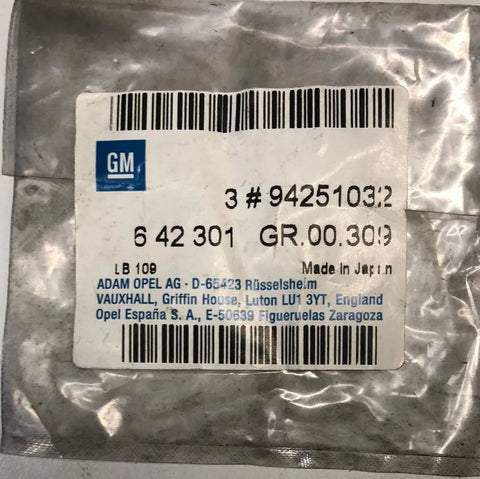 GM
3 # 94251032
6 42 301 GR.00.309
LB 109 Made in Japan
ADAM OPEL AG · D-65423 Rüsselsheim
VAUXHALL, Griffin House, Luton LU1 3YT, England
Opel España S. A., E-50639 Figueruelas Zaragoza